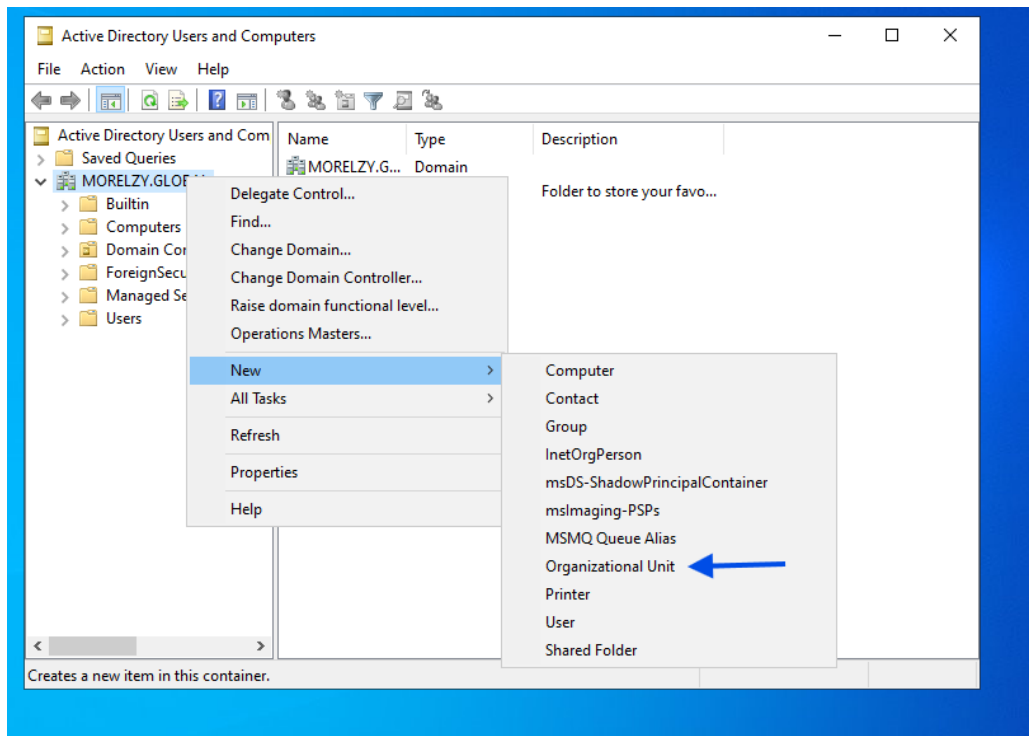 Active Directory Users and Computers
File Action View Help
Active Directory Users and Com
Saved Queries
MORELZY.GLOB
Builtin
Computers
Domain Cor
ForeignSecu
Managed Se
Users
Name Type Description
MORELZY.G... Domain
Folder to store your favo...
Delegate Control...
Find...
Change Domain...
Change Domain Controller...
Raise domain functional level...
Operations Masters...
New
All Tasks
Refresh
Properties
Help
Computer
Contact
Group
InetOrgPerson
msDS-ShadowPrincipalContainer
msImaging-PSPs
MSMQ Queue Alias
Organizational Unit
Printer
User
Shared Folder
Creates a new item in this container.